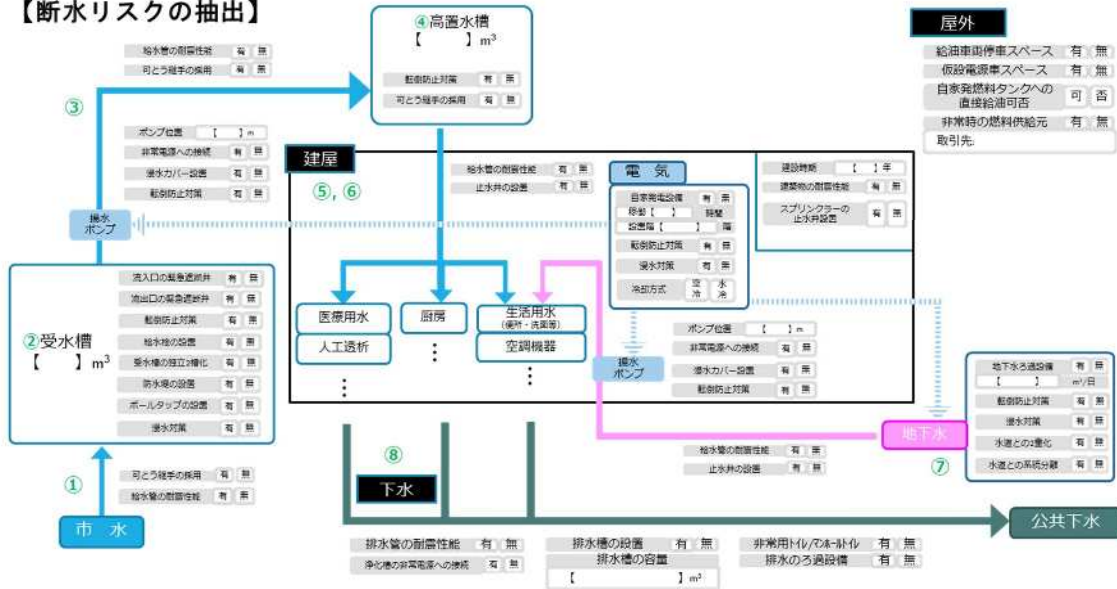 【断水リスクの抽出】
給水管の耐震性能 有 無
可とう継手の採用 有 無
③
④高置水槽
【 】m³
転倒防止対策 有 無
可とう継手の採用 有 無
屋外
給油車両停車スペース 有 無
仮設電源車スペース 有 無
自家発燃料タンクへの
直接給油可否 可 否
非常時の燃料供給元 有 無
取引先:
ポンプ位置 【 】m
非常電源への接続 有 無
浸水カバー設置 有 無
転倒防止対策 有 無
揚水
ポンプ
建屋
⑤, ⑥
給水管の耐震性能 有 無
止水弁の設置 有 無
電気
自家発電設備 有 無
稼働【 】時間
設置階【 】階
転倒防止対策 有 無
浸水対策 有 無
冷却方式 空冷 水冷
建設時期 【 】年
建築物の耐震性能 有 無
スプリンクラーの
止水弁設置 有 無
②受水槽
【 】m³
流入口の緊急遮断弁 有 無
流出口の緊急遮断弁 有 無
転倒防止対策 有 無
給水栓の設置 有 無
受水槽の独立2槽化 有 無
防水堤の設置 有 無
ボールタップの設置 有 無
浸水対策 有 無
医療用水
人工透析
⋮
厨房
⋮
生活用水
(便所・洗面等)
空調機器
⋮
揚水
ポンプ
ポンプ位置 【 】m
非常電源への接続 有 無
浸水カバー設置 有 無
転倒防止対策 有 無
地下水ろ過設備 有 無
【 】m³/日
転倒防止対策 有 無
浸水対策 有 無
水道との2重化 有 無
水道との系統分離 有 無
地下水
⑦
給水管の耐震性能 有 無
止水弁の設置 有 無
①
可とう継手の採用 有 無
給水管の耐震性能 有 無
市水
⑧
下水
公共下水
排水管の耐震性能 有 無
浄化槽の非常電源への接続 有 無
排水槽の設置 有 無
排水槽の容量
【 】m³
非常用トイレ/マンホールトイレ 有 無
排水のろ過設備 有 無